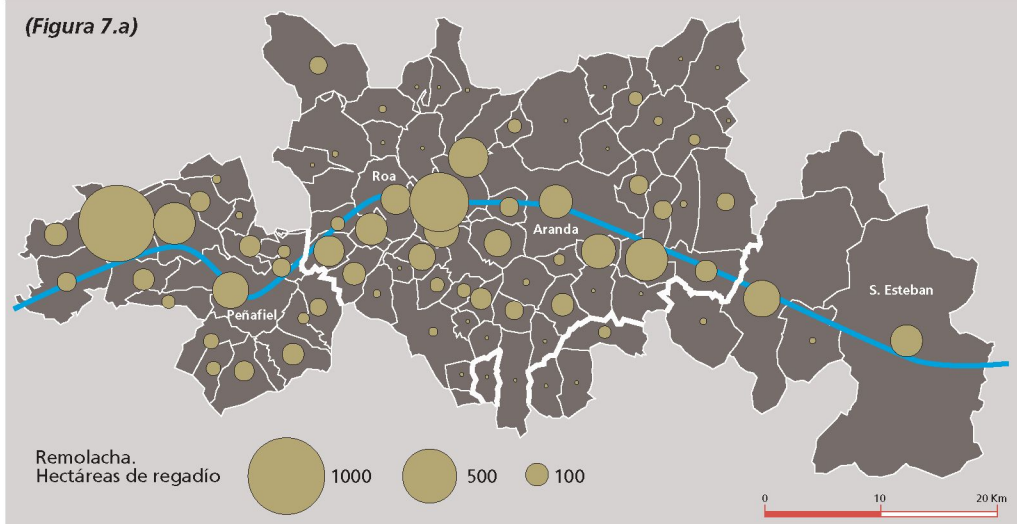 (Figura 7.a)
Roa
Aranda
Peñafiel
S. Esteban
Remolacha.
Hectáreas de regadío
1000
500
100
0 10 20 Km